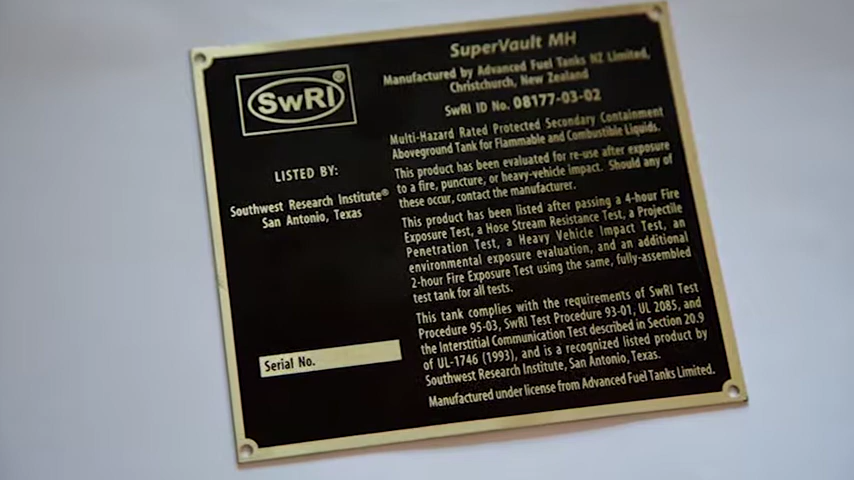 SwRI®
LISTED BY:
Southwest Research Institute®
San Antonio, Texas
Serial No.
SuperVault MH
Manufactured by Advanced Fuel Tanks NZ Limited,
Christchurch, New Zealand
SwRI ID No. 08177-03-02
Multi-Hazard Rated Protected Secondary Containment
Aboveground Tank for Flammable and Combustible Liquids.
This product has been evaluated for re-use after exposure
to a fire, puncture, or heavy-vehicle impact. Should any of
these occur, contact the manufacturer.
This product has been listed after passing a 4-hour Fire
Exposure Test, a Hose Stream Resistance Test, a Projectile
Penetration Test, a Heavy Vehicle Impact Test, an
environmental exposure evaluation, and an additional
2-hour Fire Exposure Test using the same, fully-assembled
test tank for all tests.
This tank complies with the requirements of SwRI Test
Procedure 95-03, SwRI Test Procedure 93-01, UL 2085, and
the Interstitial Communication Test described in Section 20.9
of UL-1746 (1993), and is a recognized listed product by
Southwest Research Institute, San Antonio, Texas.
Manufactured under license from Advanced Fuel Tanks Limited.